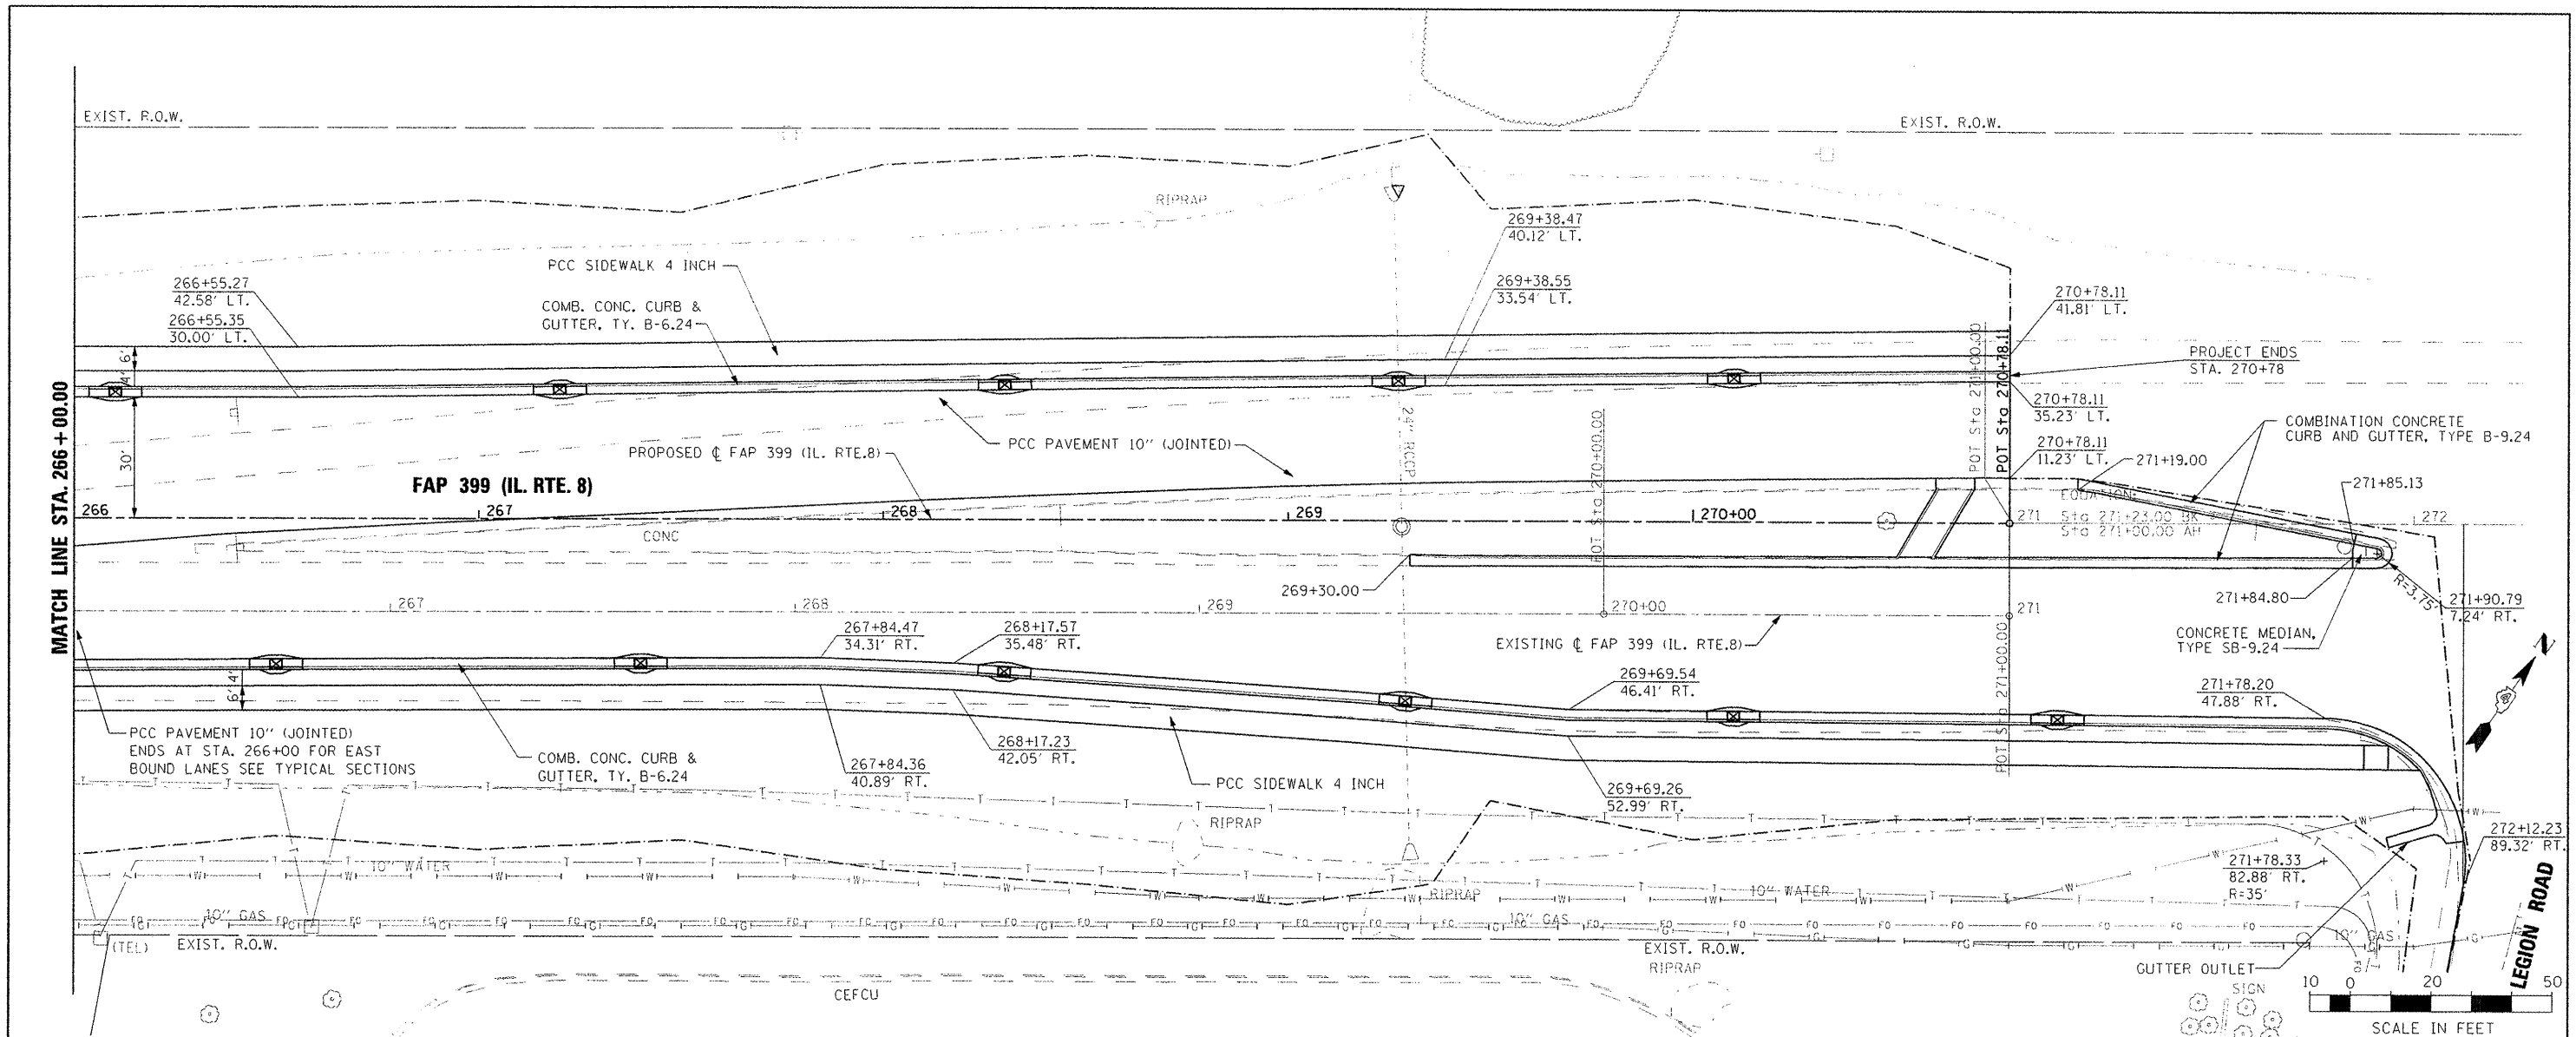 EXIST. R.O.W.
EXIST. R.O.W.
RIPRAP
269+38.47
40.12' LT.
PCC SIDEWALK 4 INCH
266+55.27
42.58' LT.
COMB. CONC. CURB &
GUTTER, TY. B-6.24
269+38.55
33.54' LT.
270+78.11
41.81' LT.
266+55.35
30.00' LT.
6'
4'
30'
PROJECT ENDS
STA. 270+78
POT Sta 271+00.00
POT Sta 270+78.11
270+78.11
35.23' LT.
COMBINATION CONCRETE
CURB AND GUTTER, TYPE B-9.24
MATCH LINE STA. 266+00.00
24" RCCP
POT Sta 270+00.00
PCC PAVEMENT 10" (JOINTED)
PROPOSED ℄ FAP 399 (IL. RTE.8)
270+78.11
11.23' LT.
271+19.00
271+85.13
FAP 399 (IL. RTE. 8)
266
267
268
269
270+00
271
272
EQUATION:
Sta 271+23.00 BK
Sta 271+00.00 AH
CONC
269+30.00
271+84.80
R=3.75'
271+90.79
7.24' RT.
267
268
269
270+00
271
CONCRETE MEDIAN,
TYPE SB-9.24
EXISTING ℄ FAP 399 (IL. RTE.8)
POT Sta 271+00.00
N
267+84.47
34.31' RT.
268+17.57
35.48' RT.
269+69.54
46.41' RT.
271+78.20
47.88' RT.
4'
6'
PCC PAVEMENT 10" (JOINTED)
ENDS AT STA. 266+00 FOR EAST
BOUND LANES SEE TYPICAL SECTIONS
COMB. CONC. CURB &
GUTTER, TY. B-6.24
267+84.36
40.89' RT.
268+17.23
42.05' RT.
PCC SIDEWALK 4 INCH
269+69.26
52.99' RT.
RIPRAP
272+12.23
89.32' RT.
271+78.33
82.88' RT.
R=35'
10" WATER
RIPRAP
10" WATER
10" GAS
10" GAS
10" GAS
(TEL)
EXIST. R.O.W.
EXIST. R.O.W.
RIPRAP
GUTTER OUTLET
LEGION ROAD
SIGN
CEFCU
10 0 20 50
SCALE IN FEET